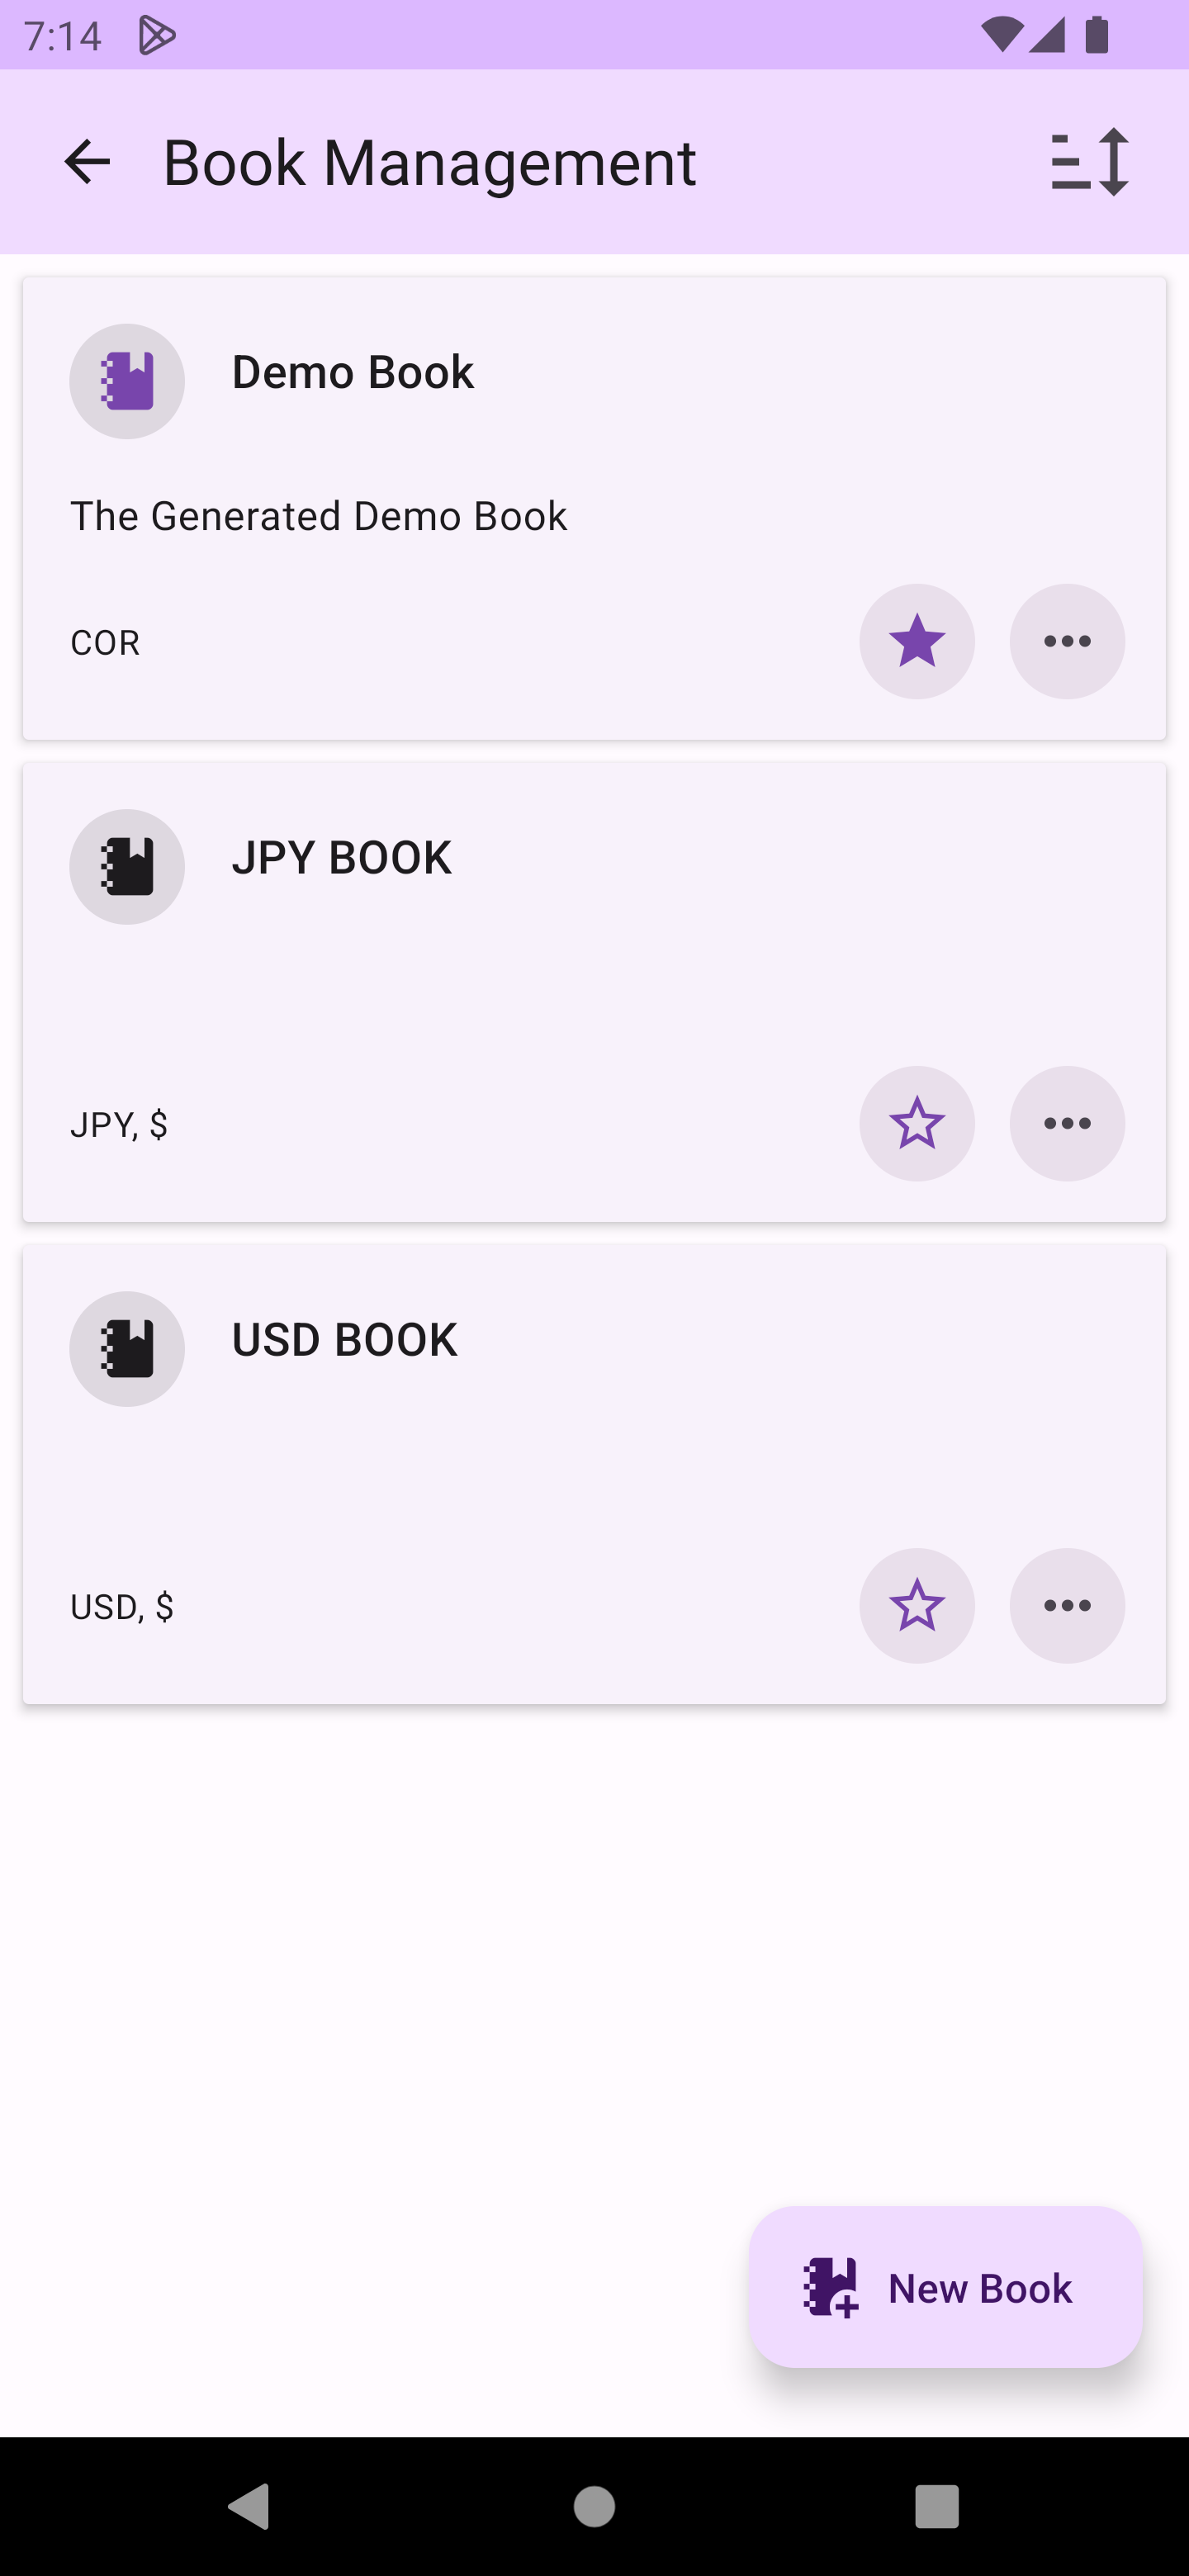 7:14
Book Management
Demo Book
The Generated Demo Book
COR
JPY BOOK
JPY, $
USD BOOK
USD, $
New Book